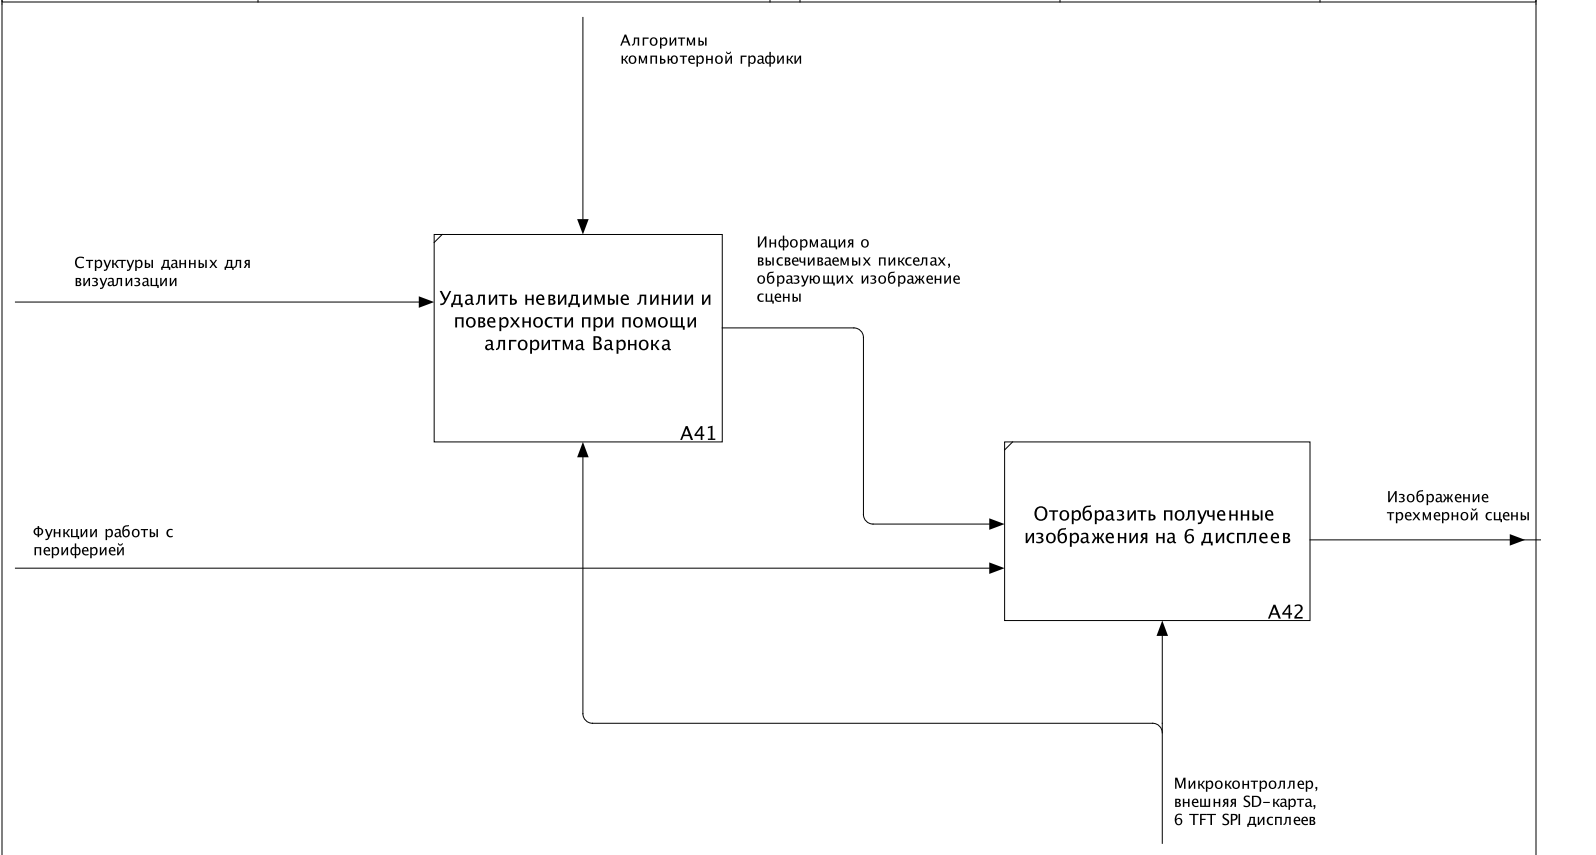 Алгоритмы
компьютерной графики
Структуры данных для
визуализации
Удалить невидимые линии и
поверхности при помощи
алгоритма Варнока
A41
Информация о
высвечиваемых пикселах,
образующих изображение
сцены
Функции работы с
периферией
Оторбразить полученные
изображения на 6 дисплеев
A42
Изображение
трехмерной сцены
Микроконтроллер,
внешняя SD-карта,
6 TFT SPI дисплеев